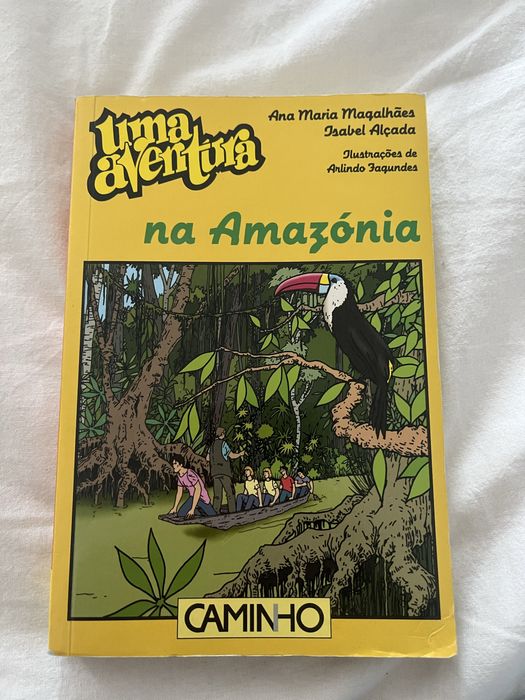 uma
aventura
Ana Maria Magalhães
Isabel Alçada
Ilustrações de
Arlindo Fagundes
na Amazónia
CAMINHO